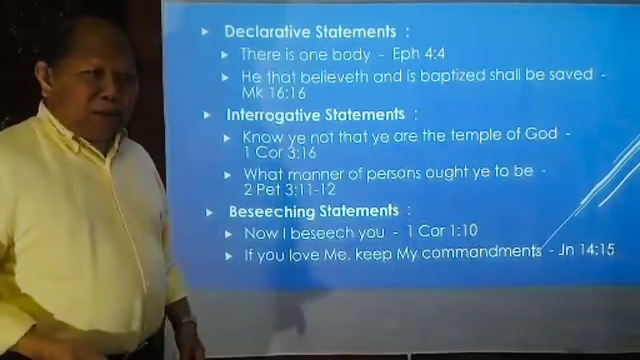 Declarative Statements :
There is one body - Eph 4:4
He that believeth and is baptized shall be saved -
Mk 16:16
Interrogative Statements :
Know ye not that ye are the temple of God -
1 Cor 3:16
What manner of persons ought ye to be -
2 Pet 3:11-12
Beseeching Statements :
Now I beseech you - 1 Cor 1:10
If you love Me, keep My commandments - Jn 14:15